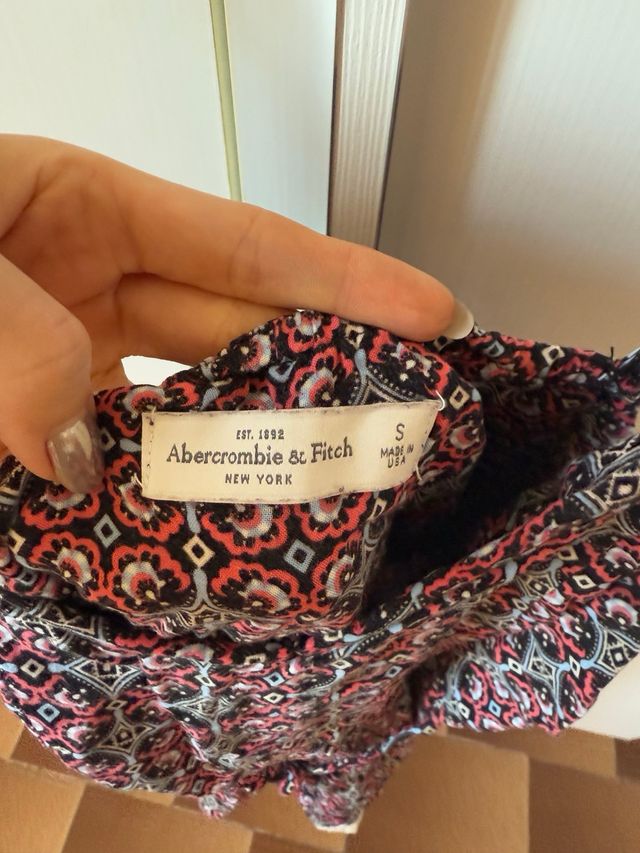 EST. 1892
Abercrombie & Fitch
NEW YORK
S
MADE IN
USA